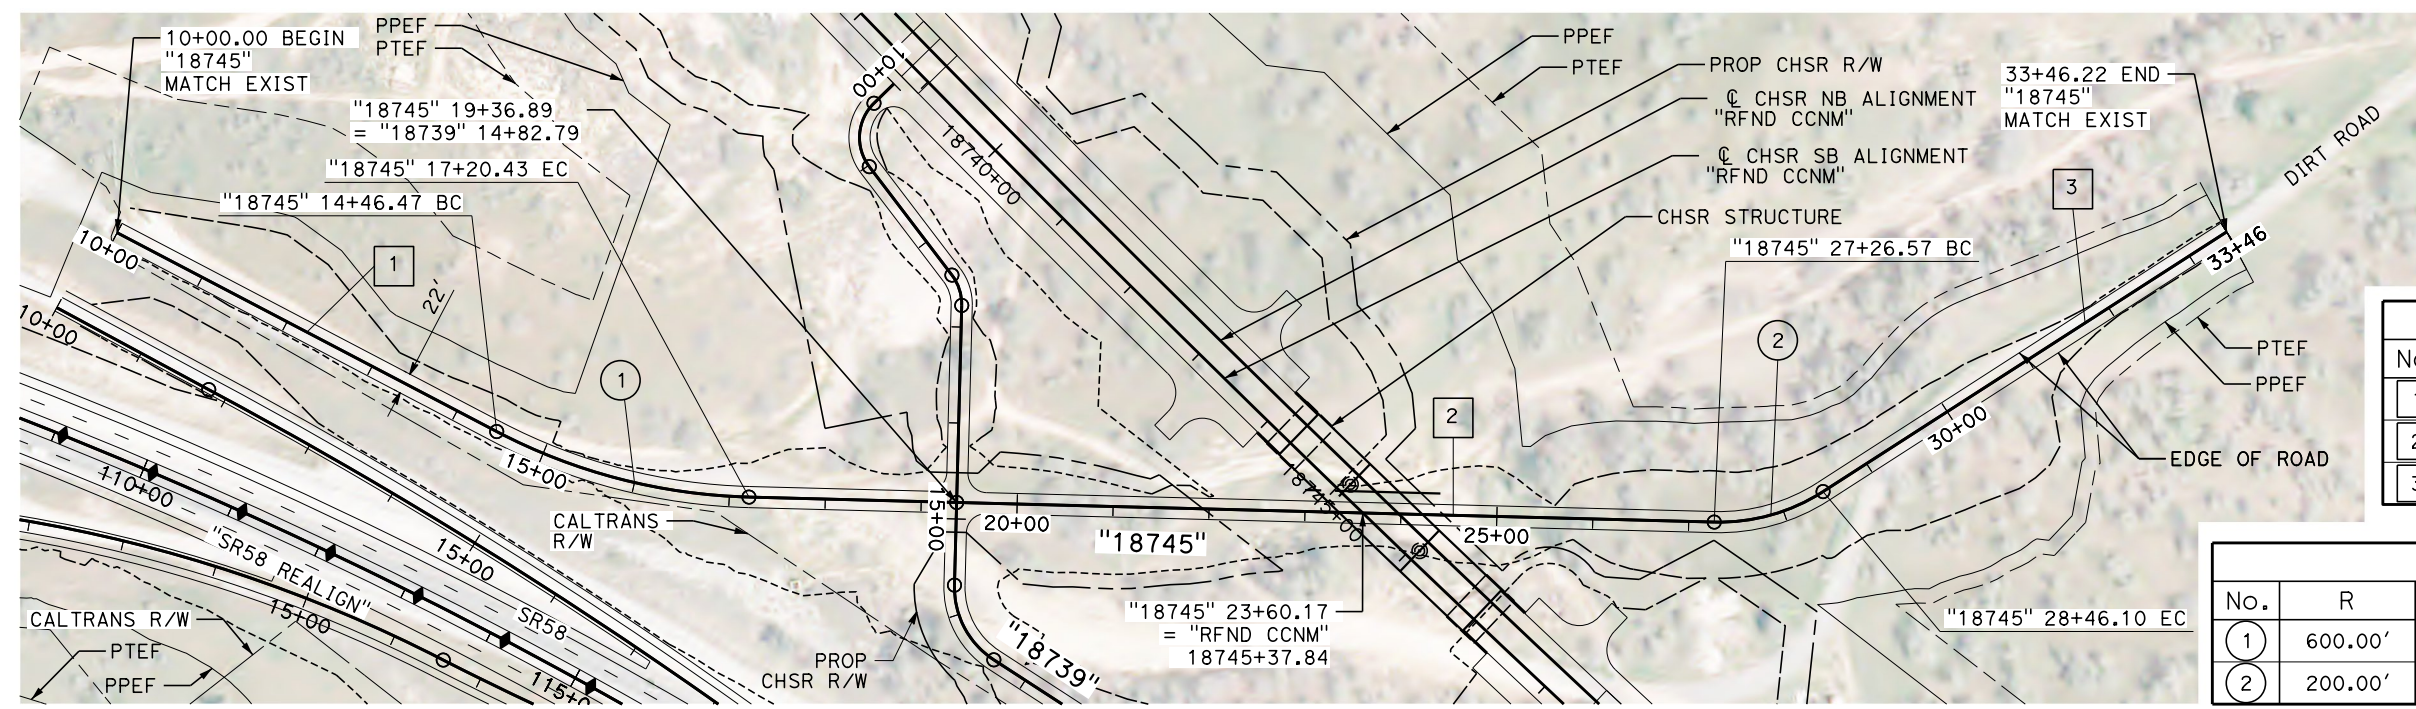 PPEF
PTEF
10+00.00 BEGIN
"18745"
MATCH EXIST
"18745" 19+36.89
= "18739" 14+82.79
"18745" 17+20.43 EC
"18745" 14+46.47 BC
10+00
10+00
1
22'
1
10+00
18740+00
PPEF
PTEF
PROP CHSR R/W
℄ CHSR NB ALIGNMENT
"RFND CCNM"
℄ CHSR SB ALIGNMENT
"RFND CCNM"
CHSR STRUCTURE
33+46.22 END
"18745"
MATCH EXIST
DIRT ROAD
3
"18745" 27+26.57 BC
33+46
2
2
PTEF
PPEF
30+00
EDGE OF ROAD
15+00
110+00
"SR58 REALIGN"
15+00
SR58
15+00
115+0
CALTRANS
R/W
15+00
20+00
"18745"
18745+00
25+00
CALTRANS R/W
PTEF
PPEF
PROP
CHSR R/W
"18739"
"18745" 23+60.17
= "RFND CCNM"
18745+37.84
"18745" 28+46.10 EC
No. R
1 600.00'
2 200.00'